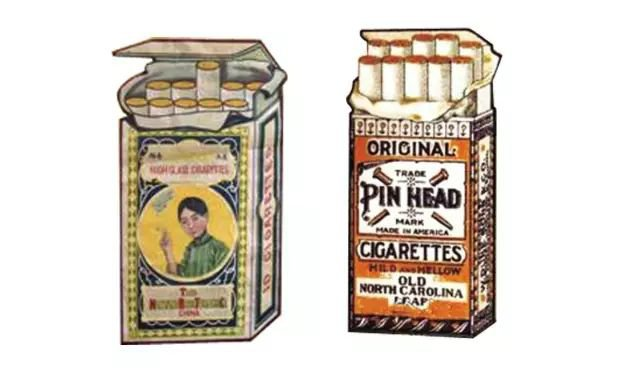 HIGH CLASS CIGARETTES
THE
CHINA
10 CIGARETTES
ORIGINAL
TRADE
PIN HEAD
MARK
MADE IN AMERICA
CIGARETTES
MILD AND MELLOW
OLD
NORTH CAROLINA
LEAF